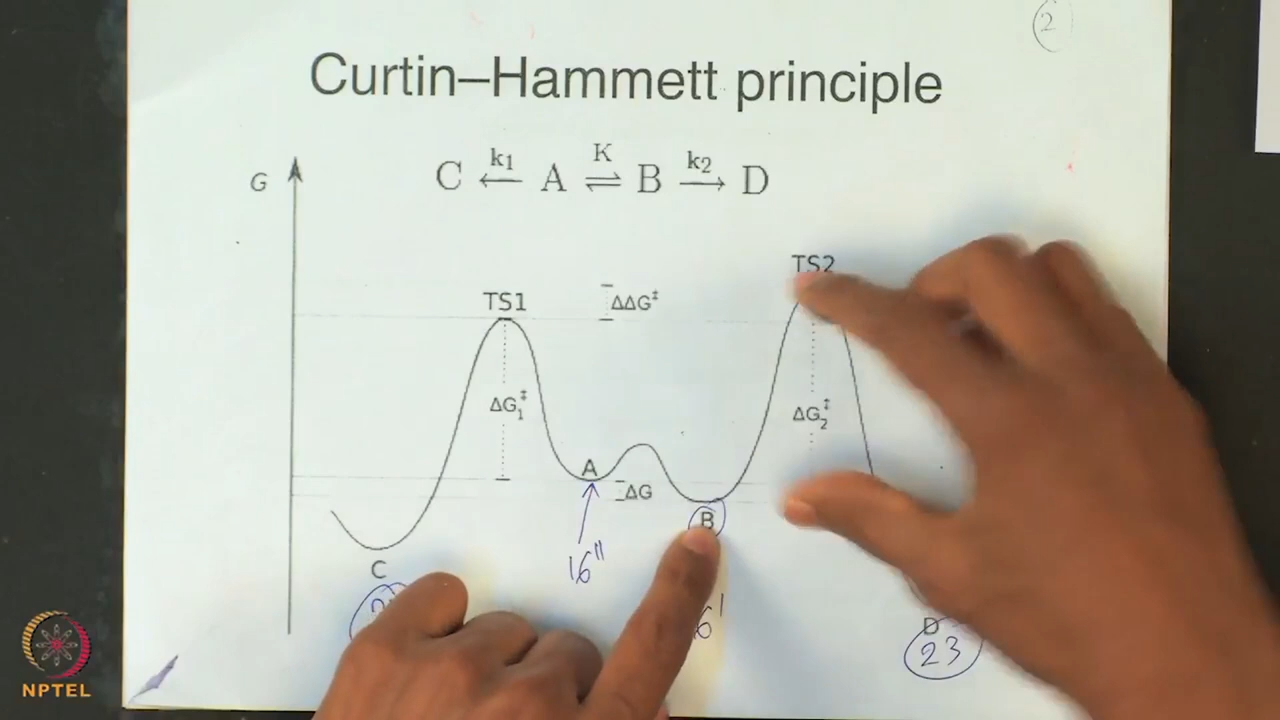 2
Curtin–Hammett principle
G
C k1← A K⇌ B k2→ D
TS2
TS1
ΔΔG‡
ΔG1‡
ΔG2‡
A
ΔG
B
16"
C
D
23
NPTEL